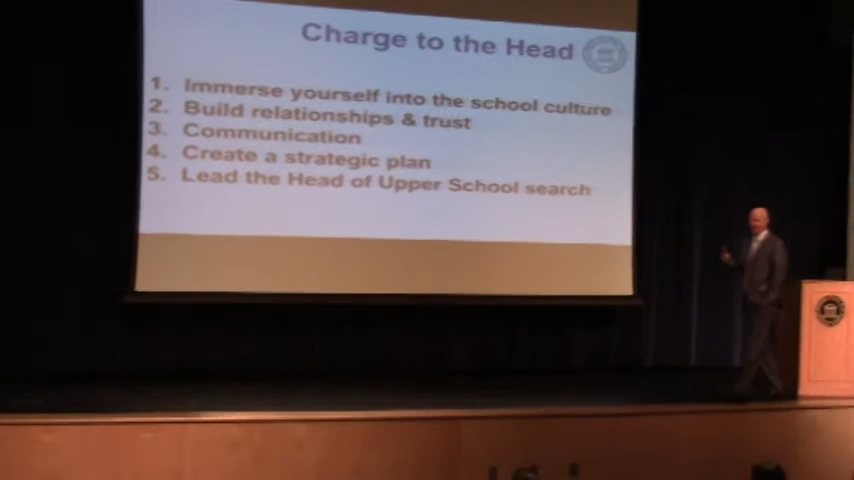 Charge to the Head
1. Immerse yourself into the school culture
2. Build relationships & trust
3. Communication
4. Create a strategic plan
5. Lead the Head of Upper School search